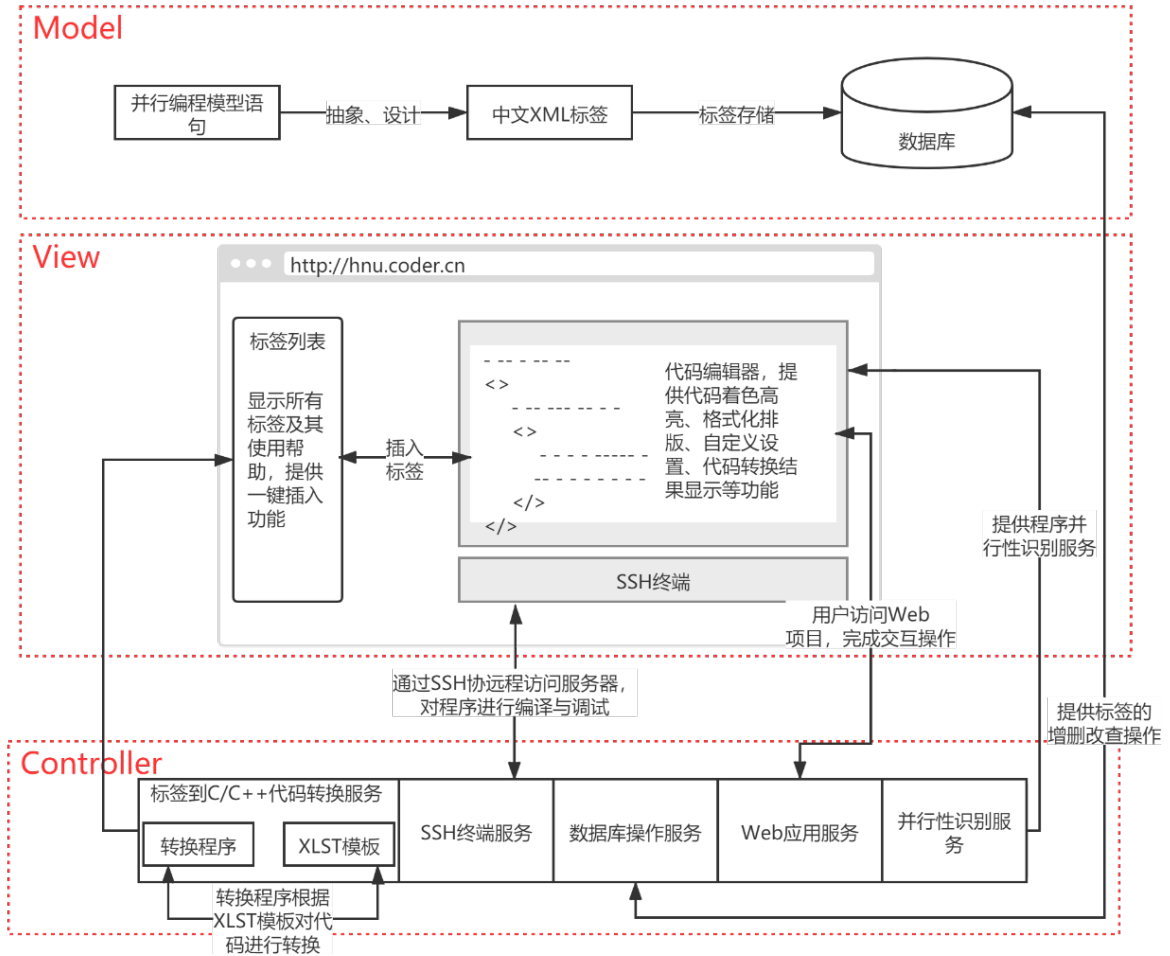 Model
并行编程模型语
句
抽象、设计
中文XML标签
标签存储
数据库
View
http://hnu.coder.cn
标签列表
显示所有
标签及其
使用帮
助，提供
一键插入
功能
插入
标签
- -- - -- --
<>
- -- --- -- - -
<>
- - - - ------ -
-- - - - - - - -
</>
</>
代码编辑器，提
供代码着色高
亮、格式化排
版、自定义设
置、代码转换结
果显示等功能
SSH终端
提供程序并
行性识别服务
用户访问Web
项目，完成交互操作
通过SSH协远程访问服务器，
对程序进行编译与调试
提供标签的
增删改查操作
Controller
标签到C/C++代码转换服务
转换程序
XLST模板
SSH终端服务
数据库操作服务
Web应用服务
并行性识别服
务
转换程序根据
XLST模板对代
码进行转换